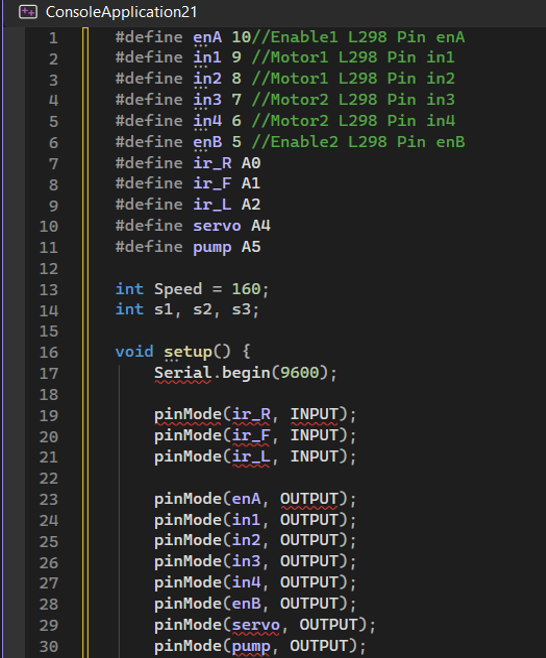 ConsoleApplication21
1 #define enA 10//Enable1 L298 Pin enA
2 #define in1 9 //Motor1 L298 Pin in1
3 #define in2 8 //Motor1 L298 Pin in2
4 #define in3 7 //Motor2 L298 Pin in3
5 #define in4 6 //Motor2 L298 Pin in4
6 #define enB 5 //Enable2 L298 Pin enB
7 #define ir_R A0
8 #define ir_F A1
9 #define ir_L A2
10 #define servo A4
11 #define pump A5
12
13 int Speed = 160;
14 int s1, s2, s3;
15
16 void setup() {
17 Serial.begin(9600);
18
19 pinMode(ir_R, INPUT);
20 pinMode(ir_F, INPUT);
21 pinMode(ir_L, INPUT);
22
23 pinMode(enA, OUTPUT);
24 pinMode(in1, OUTPUT);
25 pinMode(in2, OUTPUT);
26 pinMode(in3, OUTPUT);
27 pinMode(in4, OUTPUT);
28 pinMode(enB, OUTPUT);
29 pinMode(servo, OUTPUT);
30 pinMode(pump, OUTPUT);